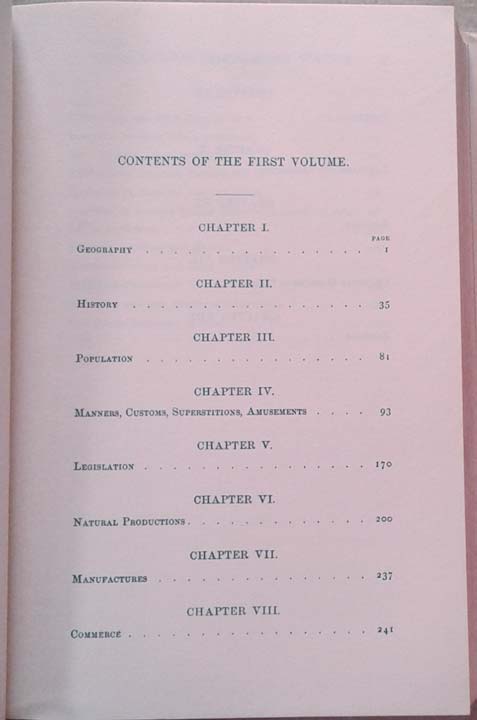 CONTENTS OF THE FIRST VOLUME.
CHAPTER I.
PAGE
GEOGRAPHY . . . . . . . . . . . . . . . . 1
CHAPTER II.
HISTORY . . . . . . . . . . . . . . . . . 35
CHAPTER III.
POPULATION . . . . . . . . . . . . . . . . 81
CHAPTER IV.
MANNERS, CUSTOMS, SUPERSTITIONS, AMUSEMENTS . . . . 93
CHAPTER V.
LEGISLATION . . . . . . . . . . . . . . . . 170
CHAPTER VI.
NATURAL PRODUCTIONS . . . . . . . . . . . . . 200
CHAPTER VII.
MANUFACTURES . . . . . . . . . . . . . . . 237
CHAPTER VIII.
COMMERCE . . . . . . . . . . . . . . . . . 241